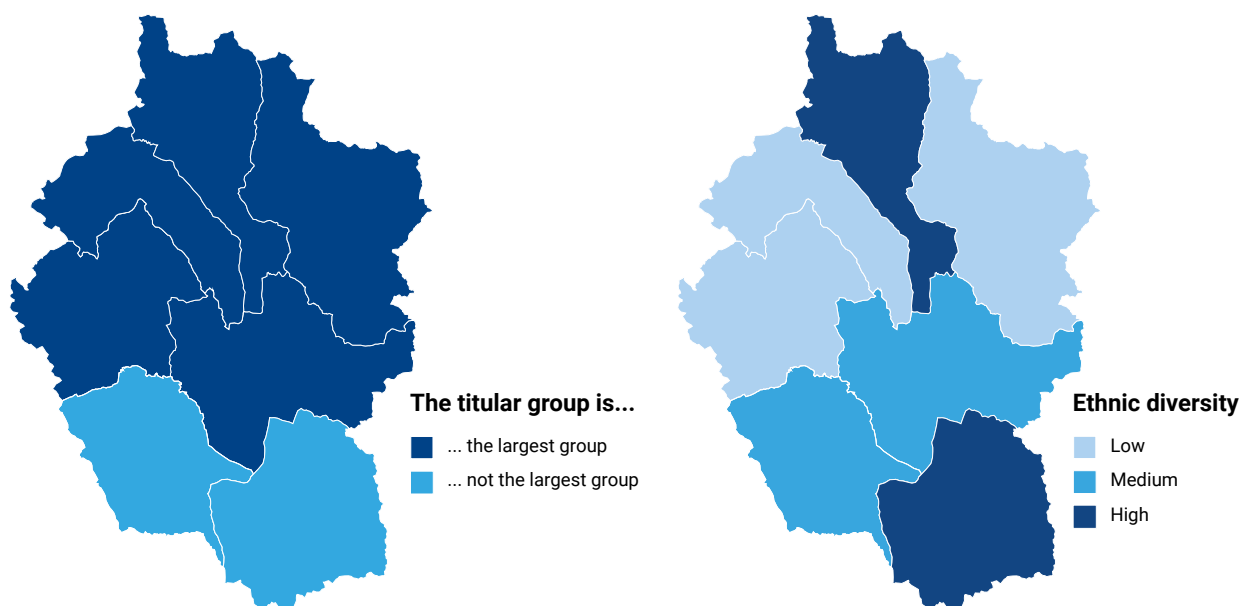 The titular group is...
... the largest group
... not the largest group
Ethnic diversity
Low
Medium
High